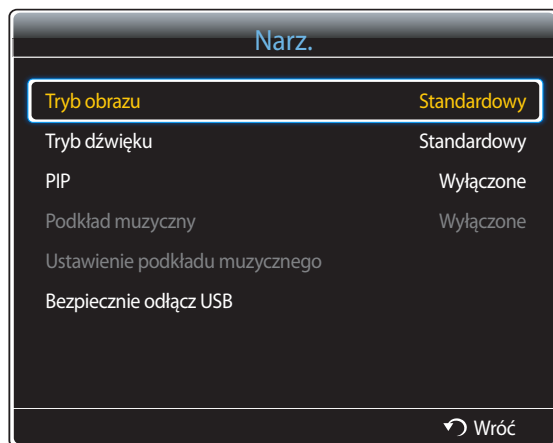 Narz.
Tryb obrazu Standardowy
Tryb dźwięku Standardowy
PIP Wyłączone
Podkład muzyczny Wyłączone
Ustawienie podkładu muzycznego
Bezpiecznie odłącz USB
Wróć